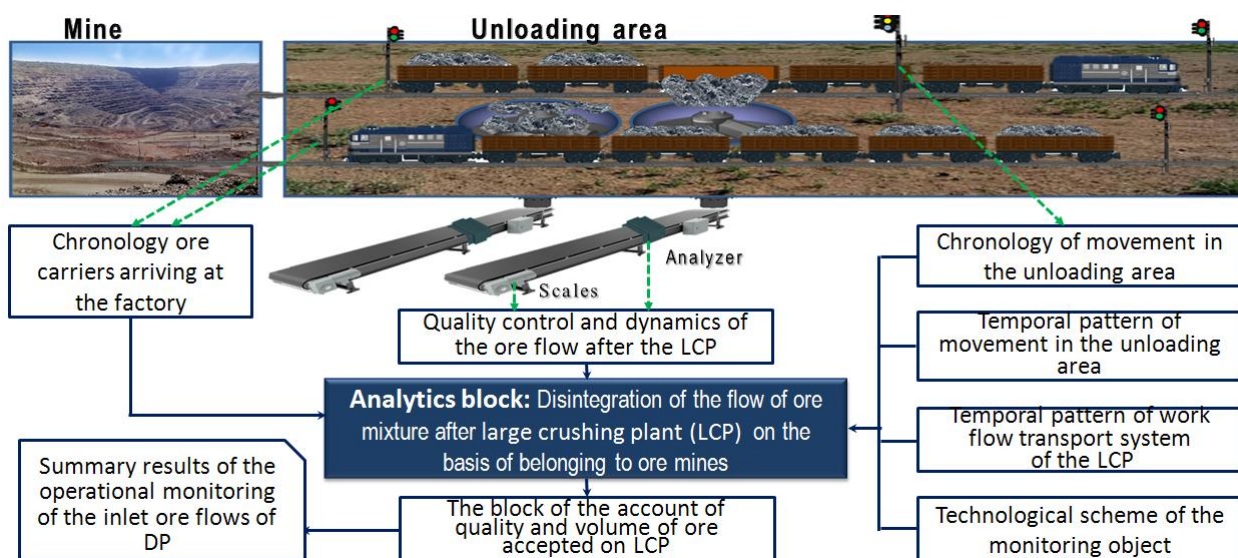 Mine
Unloading area
Analyzer
Scales
Chronology ore
carriers arriving at
the factory
Quality control and dynamics of
the ore flow after the LCP
Chronology of movement in
the unloading area
Temporal pattern of
movement in the unloading
area
Analytics block: Disintegration of the flow of ore
mixture after large crushing plant (LCP) on the
basis of belonging to ore mines
Temporal pattern of work
flow transport system
of the LCP
Summary results of the
operational monitoring
of the inlet ore flows of
DP
The block of the account
of quality and volume of ore
accepted on LCP
Technological scheme of the
monitoring object